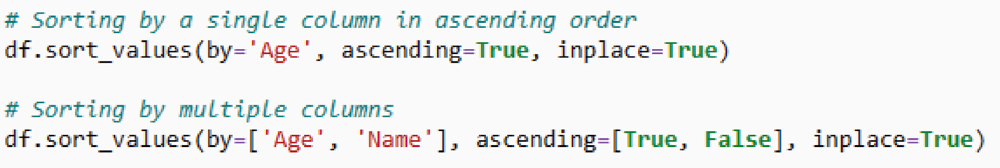 # Sorting by a single column in ascending order
df.sort_values(by='Age', ascending=True, inplace=True)
# Sorting by multiple columns
df.sort_values(by=['Age', 'Name'], ascending=[True, False], inplace=True)